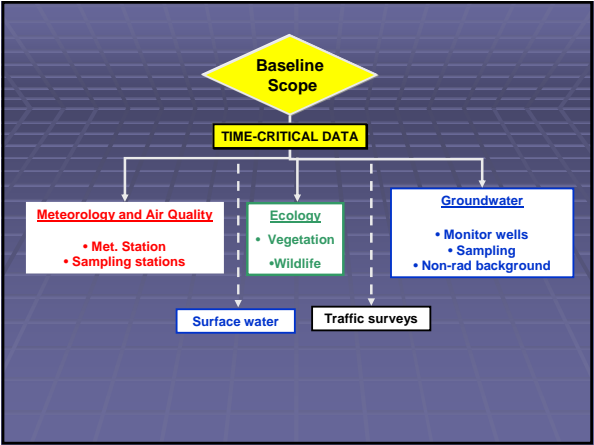 Baseline
Scope
TIME-CRITICAL DATA
Meteorology and Air Quality
• Met. Station
• Sampling stations
Ecology
• Vegetation
•Wildlife
Groundwater
• Monitor wells
• Sampling
• Non-rad background
Surface water
Traffic surveys